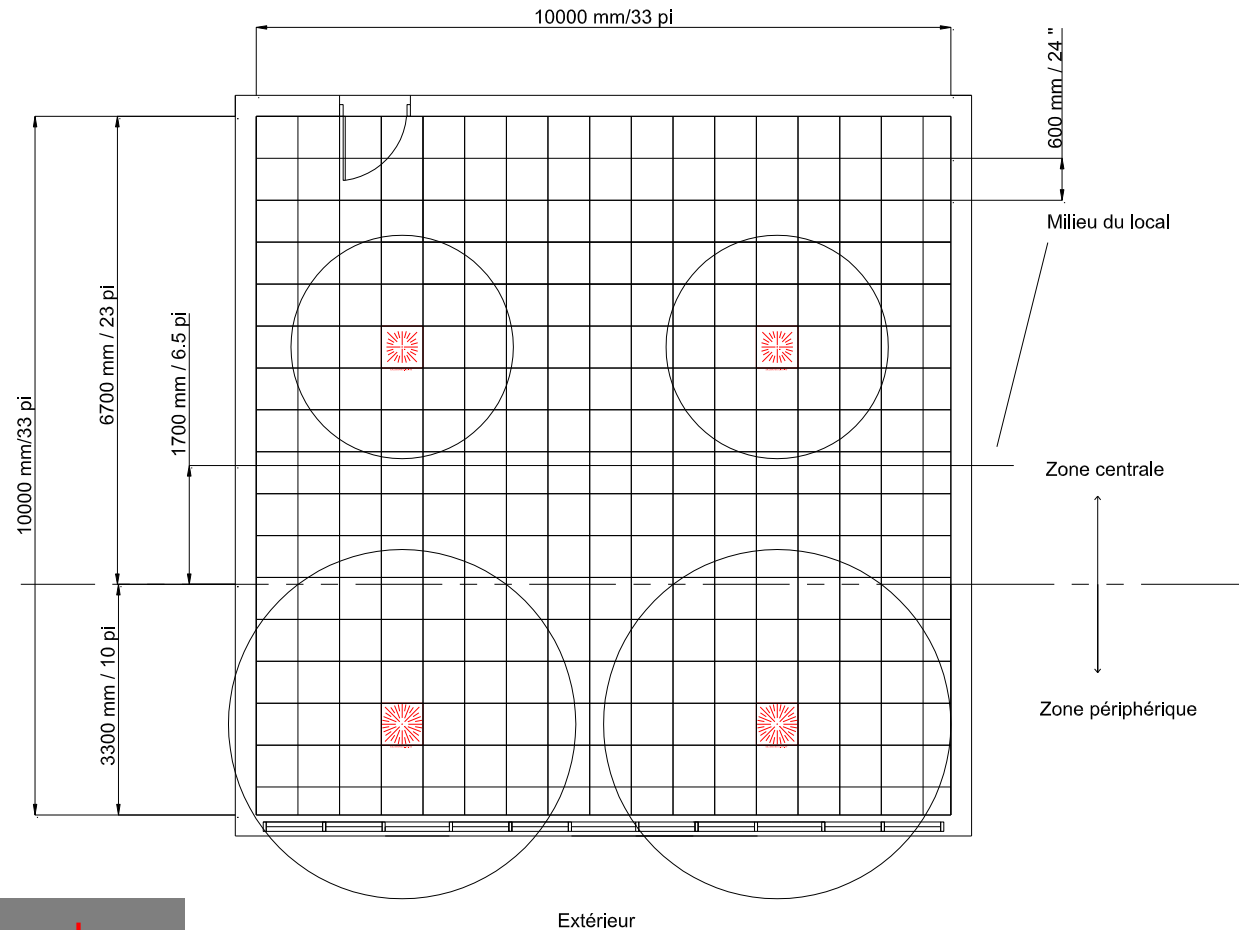 10000 mm/33 pi
600 mm / 24 "
Milieu du local
6700 mm / 23 pi
1700 mm / 6.5 pi
10000 mm/33 pi
Zone centrale
3300 mm / 10 pi
Zone périphérique
Extérieur